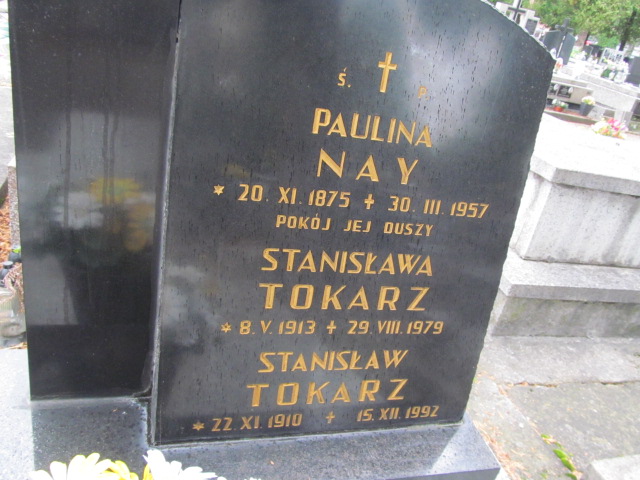 Ś. P.
PAULINA
NAY
* 20. XI. 1875 + 30. III. 1957
POKÓJ JEJ DUSZY
STANISŁAWA
TOKARZ
* 8. V. 1913 + 29. VIII. 1979
STANISŁAW
TOKARZ
* 22. XI. 1910 + 15. XII. 1992